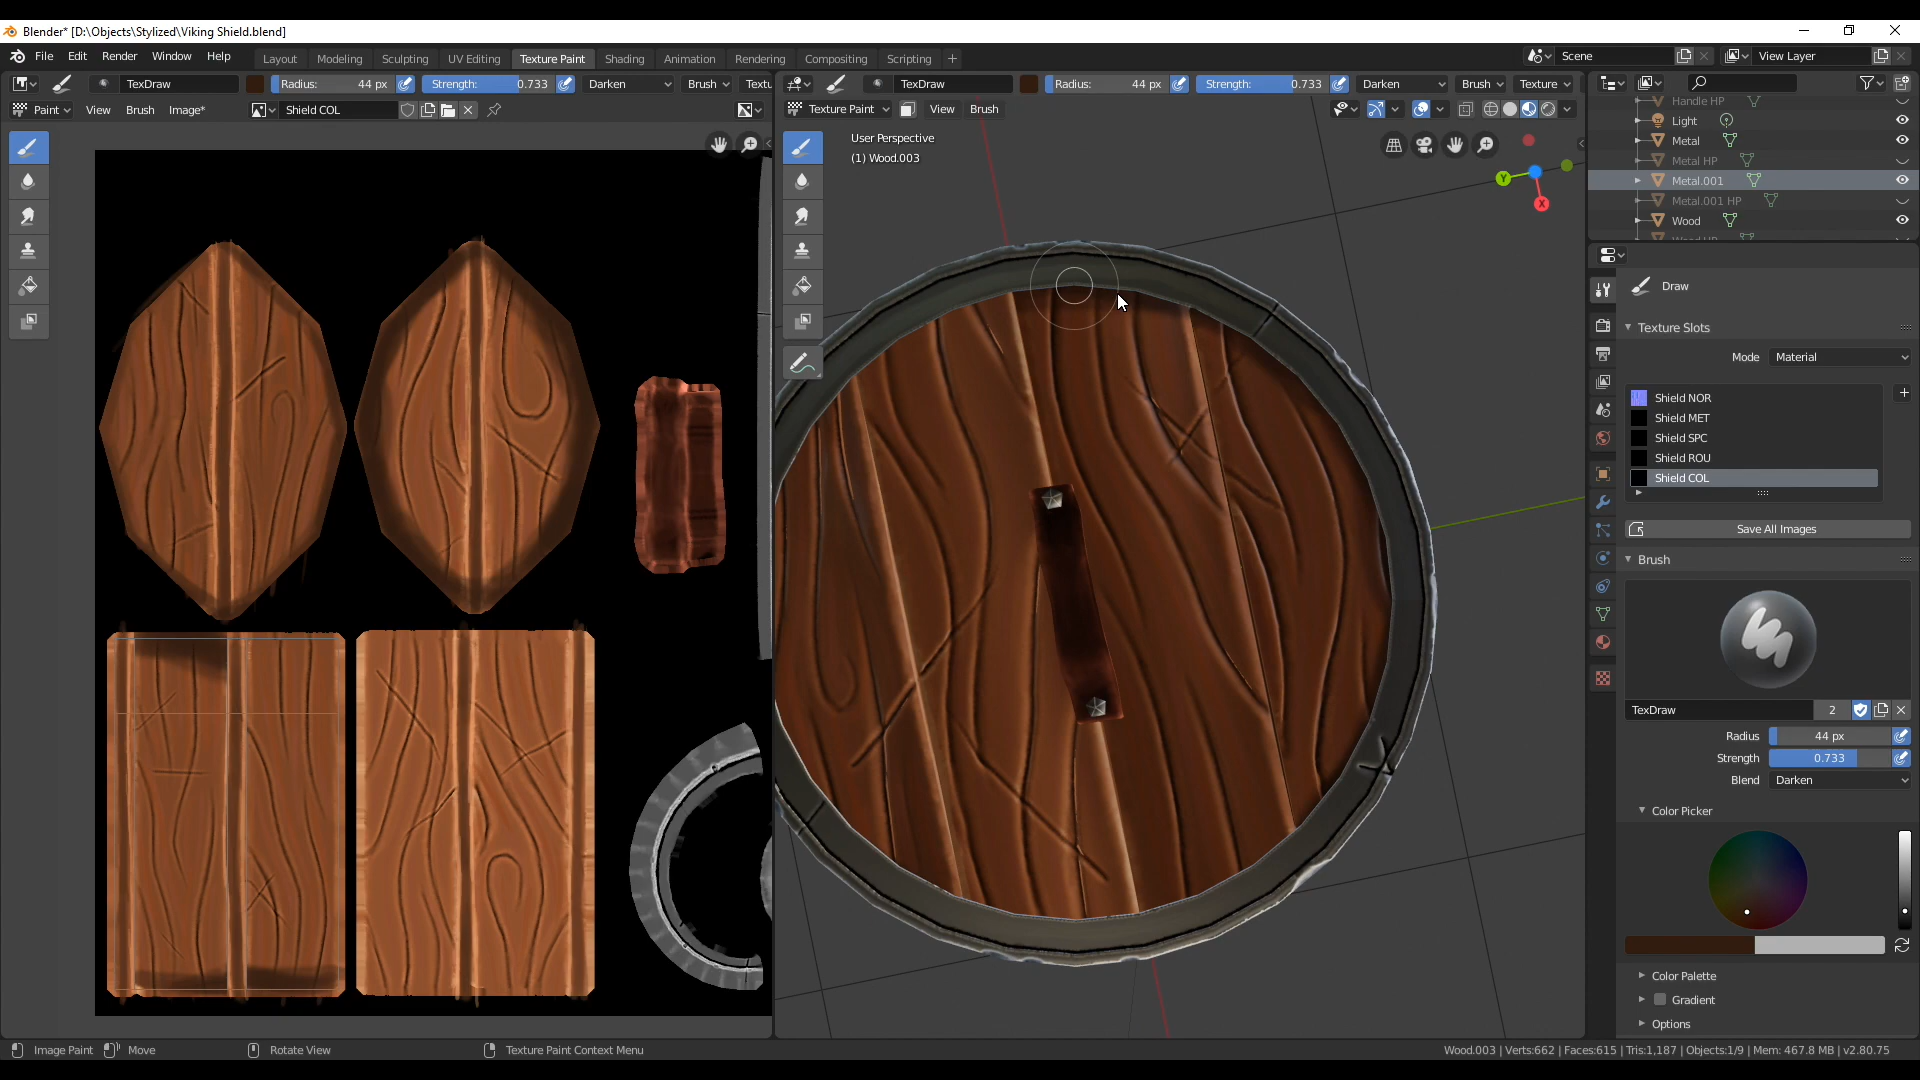 Blender* [D:\Objects\Stylized\Viking Shield.blend]
File Edit Render Window Help Layout Modeling Sculpting UV Editing Texture Paint Shading Animation Rendering Compositing Scripting + Scene View Layer
TexDraw Radius: 44 px Strength: 0.733 Darken Brush Textu TexDraw Radius: 44 px Strength: 0.733 Darken Brush Texture
Paint View Brush Image* Shield COL Texture Paint View Brush
User Perspective
(1) Wood.003
Y
X
Handle HP
Light
Metal
Metal HP
Metal.001
Metal.001 HP
Wood
Draw
Texture Slots
Mode Material
Shield NOR
Shield MET
Shield SPC
Shield ROU
Shield COL
Save All Images
Brush
TexDraw 2
Radius 44 px
Strength 0.733
Blend Darken
Color Picker
Color Palette
Gradient
Options
Image Paint Move Rotate View Texture Paint Context Menu Wood.003 | Verts:662 | Faces:615 | Tris:1,187 | Objects:1/9 | Mem: 467.8 MB | v2.80.75